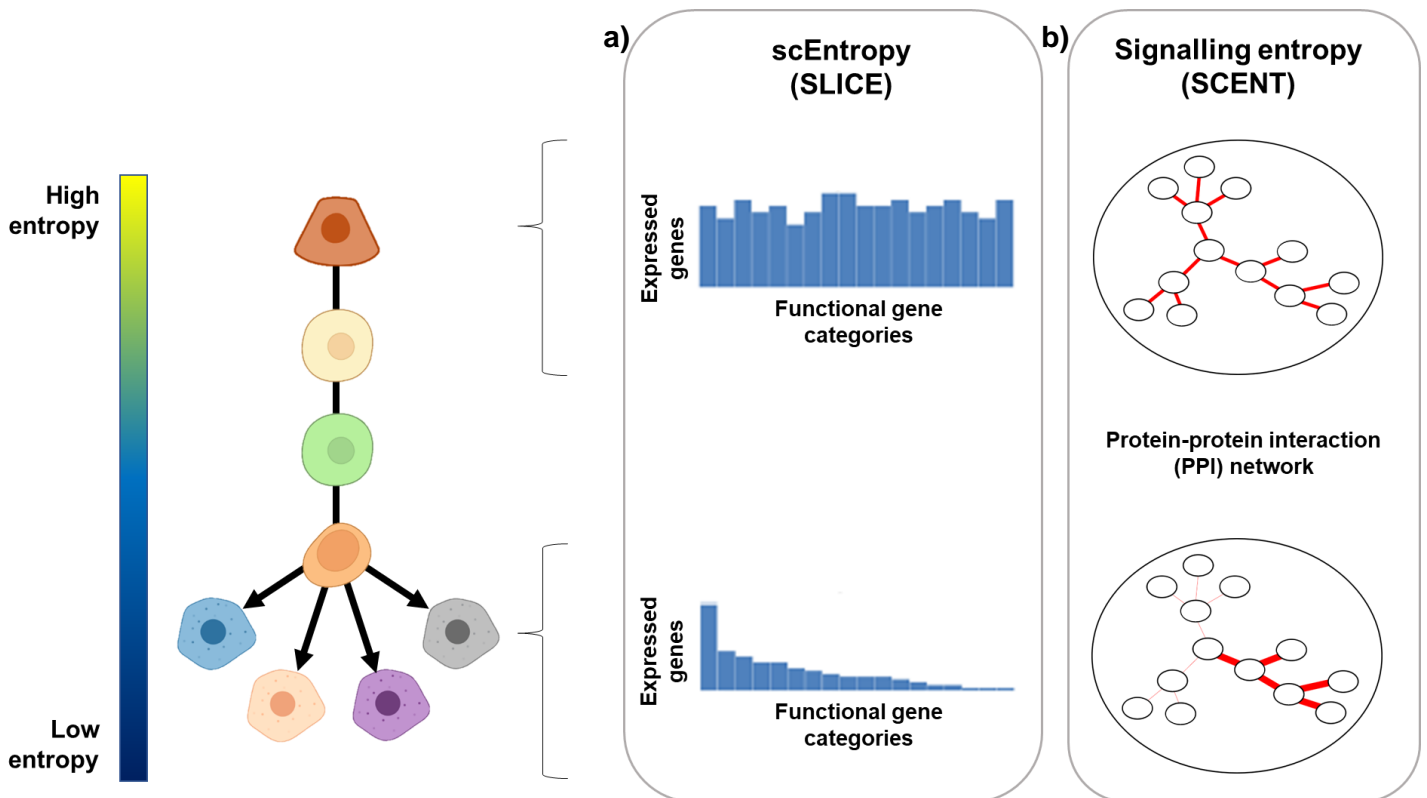 High
entropy
Low
entropy
a)
scEntropy
(SLICE)
Expressed
genes
Functional gene
categories
Expressed
genes
Functional gene
categories
b)
Signalling entropy
(SCENT)
Protein-protein interaction
(PPI) network